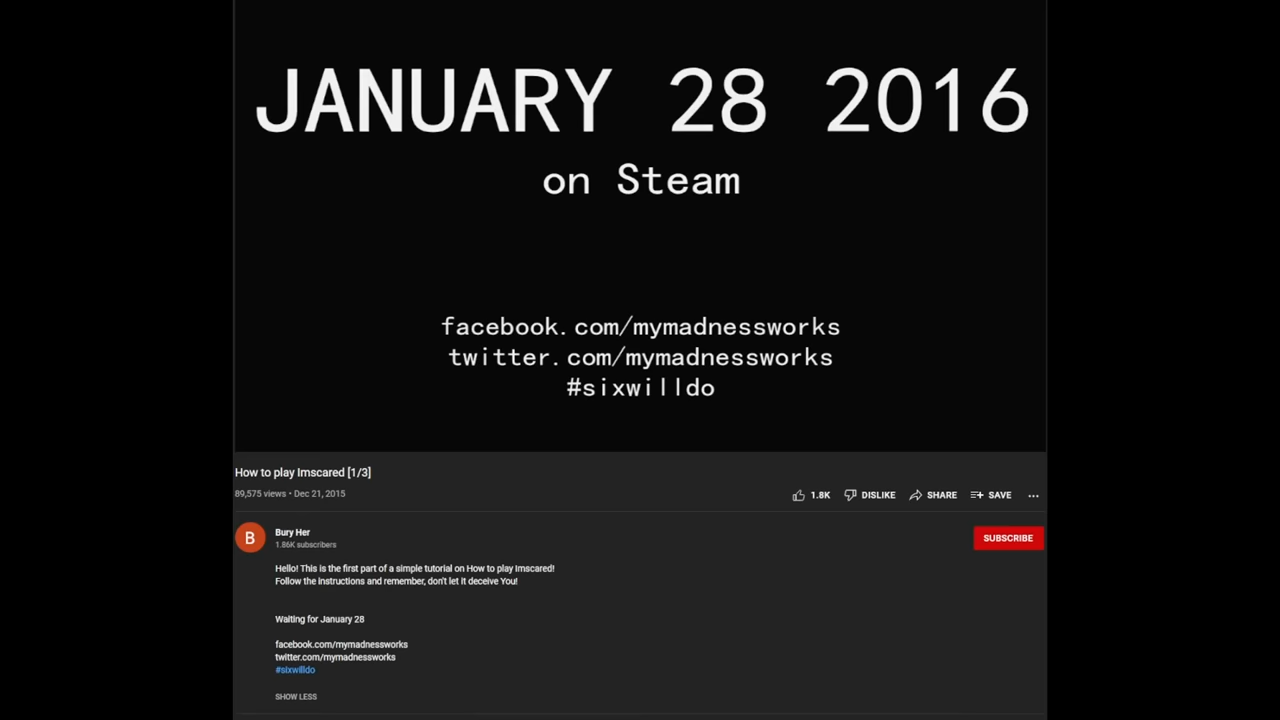 JANUARY 28 2016
on Steam
facebook.com/mymadnessworks
twitter.com/mymadnessworks
#sixwilldo
How to play Imscared [1/3]
89,575 views • Dec 21, 2015
1.8K DISLIKE SHARE SAVE ...
B
Bury Her
1.86K subscribers
SUBSCRIBE
Hello! This is the first part of a simple tutorial on How to play Imscared!
Follow the instructions and remember, don't let it deceive You!
Waiting for January 28
facebook.com/mymadnessworks
twitter.com/mymadnessworks
#sixwilldo
SHOW LESS